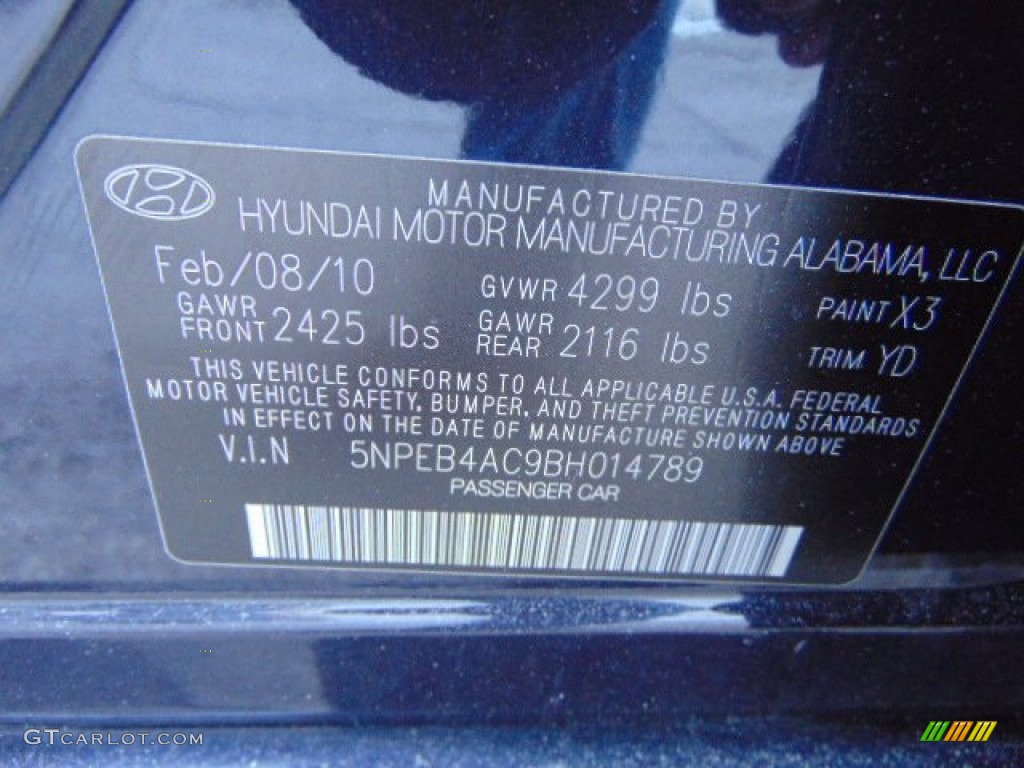 MANUFACTURED BY
HYUNDAI MOTOR MANUFACTURING ALABAMA, LLC
Feb/08/10 GVWR 4299 lbs PAINT X3
GAWR FRONT 2425 lbs GAWR REAR 2116 lbs TRIM YD
THIS VEHICLE CONFORMS TO ALL APPLICABLE U.S.A. FEDERAL
MOTOR VEHICLE SAFETY, BUMPER, AND THEFT PREVENTION STANDARDS
IN EFFECT ON THE DATE OF MANUFACTURE SHOWN ABOVE
V.I.N 5NPEB4AC9BH014789
PASSENGER CAR
GTCARLOT.COM